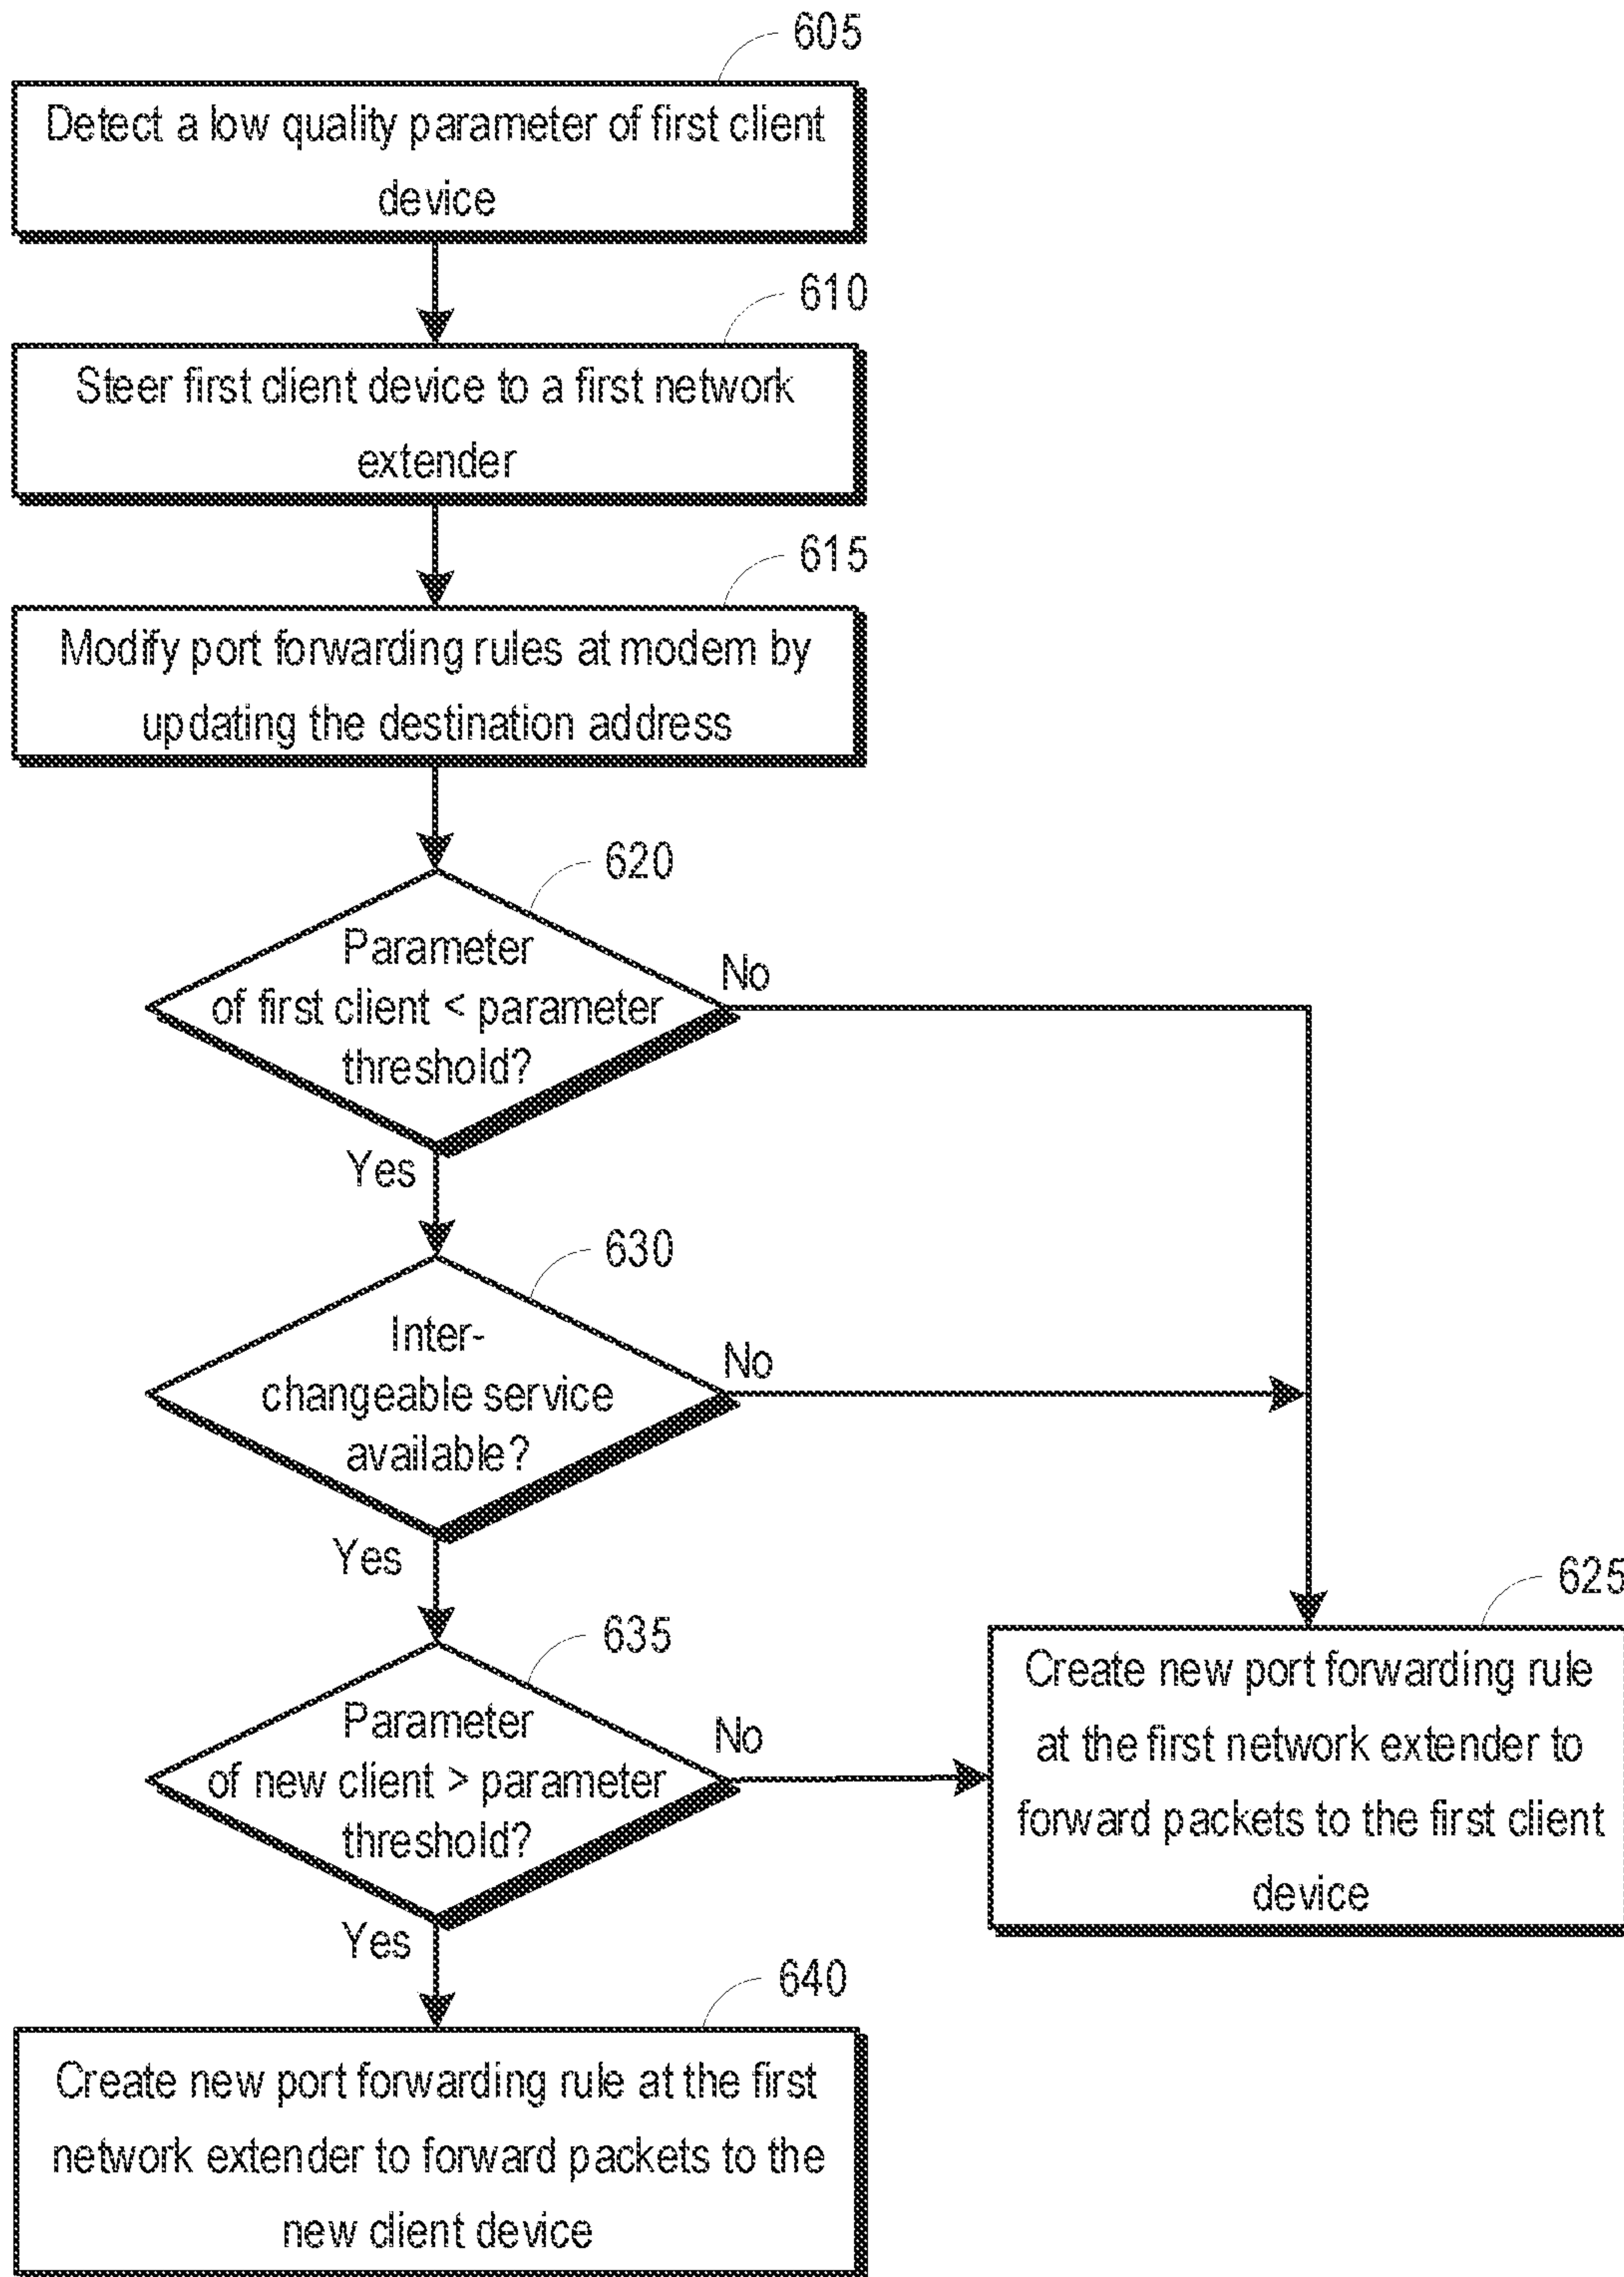 605
Detect a low quality parameter of first client
device
610
Steer first client device to a first network
extender
615
Modify port forwarding rules at modem by
updating the destination address
620
Parameter
of first client < parameter
threshold?
No
Yes
630
Inter-
changeable service
available?
No
Yes
635
Parameter
of new client > parameter
threshold?
No
Yes
625
Create new port forwarding rule
at the first network extender to
forward packets to the first client
device
640
Create new port forwarding rule at the first
network extender to forward packets to the
new client device